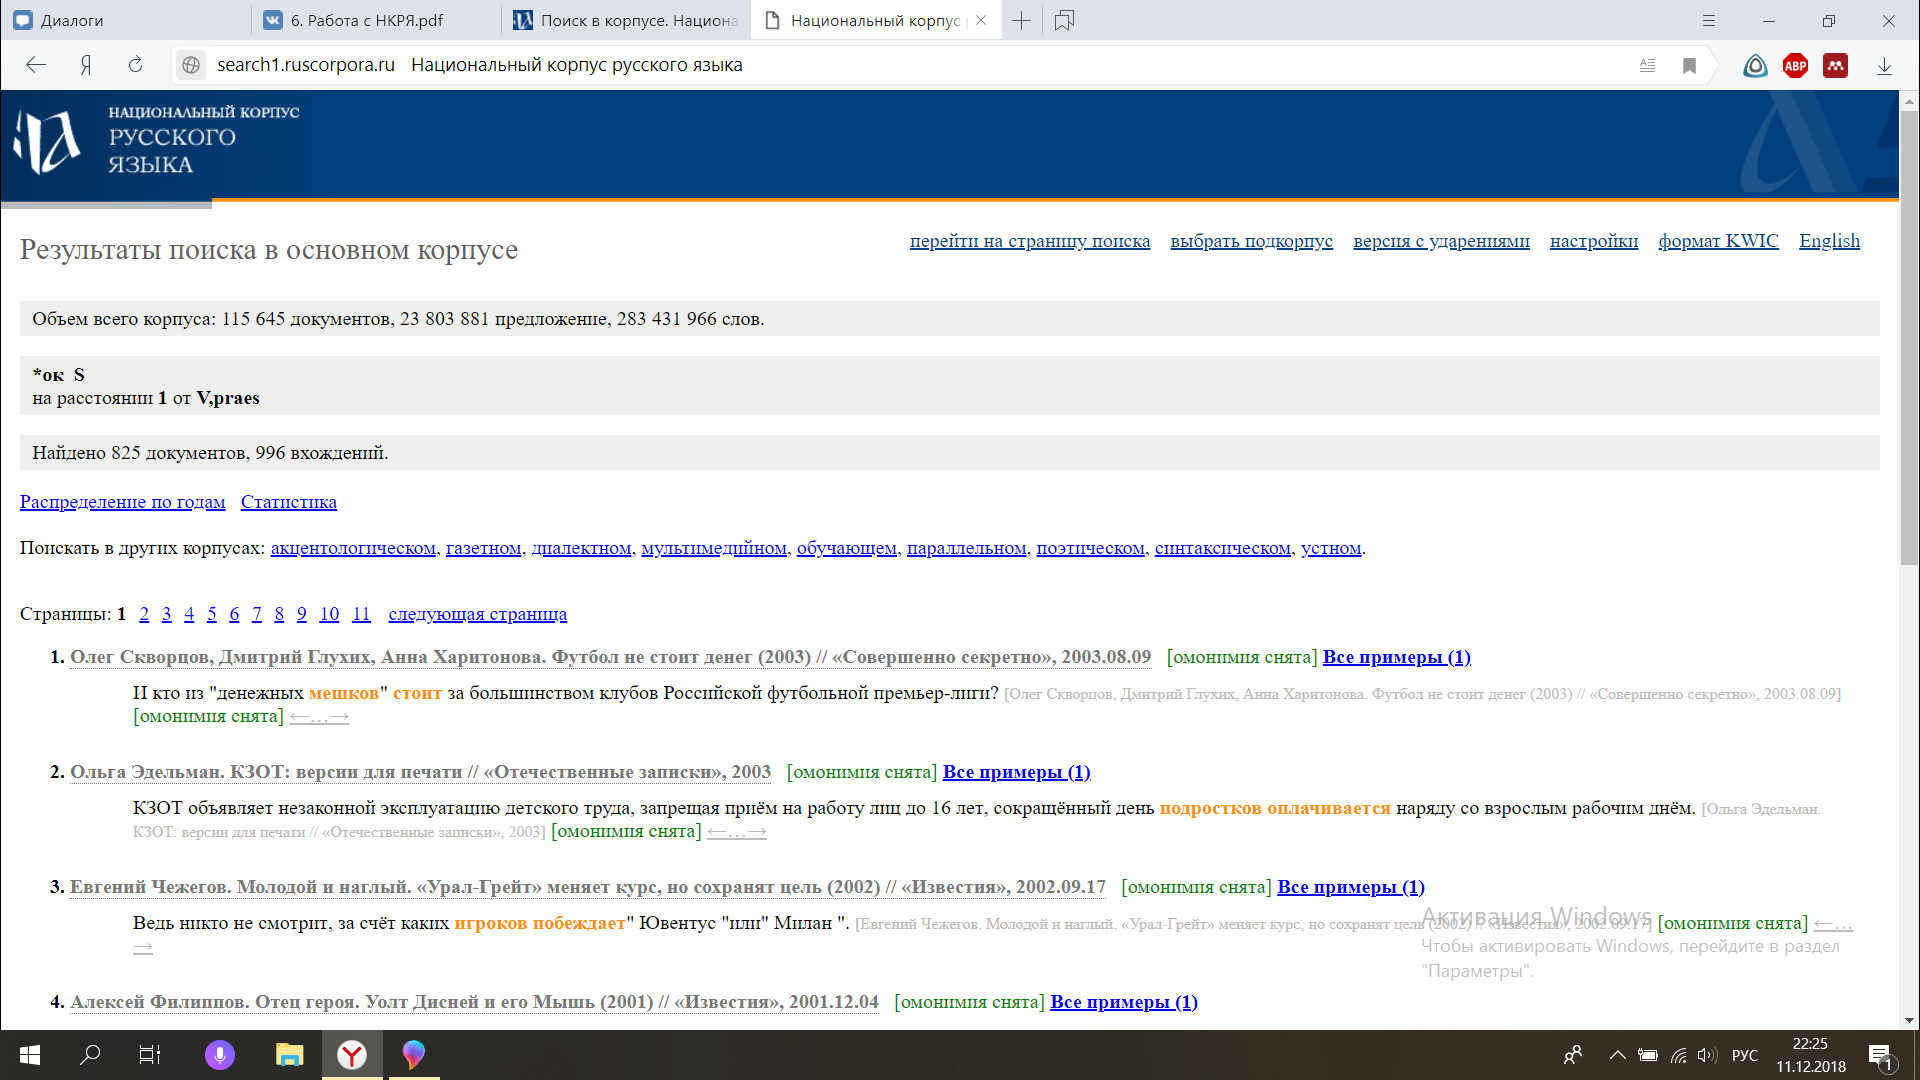 Диалоги
6. Работа с НКРЯ.pdf
Поиск в корпусе. Национа
Национальный корпус
search1.ruscorpora.ru Национальный корпус русского языка
ABP
НАЦИОНАЛЬНЫЙ КОРПУС
РУССКОГО
ЯЗЫКА
Результаты поиска в основном корпусе
перейти на страницу поиска выбрать подкорпус версия с ударениями настройки формат KWIC English
Объем всего корпуса: 115 645 документов, 23 803 881 предложение, 283 431 966 слов.
*ок S
на расстоянии 1 от V,praes
Найдено 825 документов, 996 вхождений.
Распределение по годам Статистика
Поискать в других корпусах: акцентологическом, газетном, диалектном, мультимедийном, обучающем, параллельном, поэтическом, синтаксическом, устном.
Страницы: 1 2 3 4 5 6 7 8 9 10 11 следующая страница
1. Олег Скворцов, Дмитрий Глухих, Анна Харитонова. Футбол не стоит денег (2003) // «Совершенно секретно», 2003.08.09 [омонимия снята] Все примеры (1)
И кто из "денежных мешков" стоит за большинством клубов Российской футбольной премьер-лиги? [Олег Скворцов, Дмитрий Глухих, Анна Харитонова. Футбол не стоит денег (2003) // «Совершенно секретно», 2003.08.09]
[омонимия снята] ←…→
2. Ольга Эдельман. КЗОТ: версии для печати // «Отечественные записки», 2003 [омонимия снята] Все примеры (1)
КЗОТ объявляет незаконной эксплуатацию детского труда, запрещая приём на работу лиц до 16 лет, сокращённый день подростков оплачивается наряду со взрослым рабочим днём. [Ольга Эдельман.
КЗОТ: версии для печати // «Отечественные записки», 2003] [омонимия снята] ←…→
3. Евгений Чежегов. Молодой и наглый. «Урал-Грейт» меняет курс, но сохранят цель (2002) // «Известия», 2002.09.17 [омонимия снята] Все примеры (1)
Ведь никто не смотрит, за счёт каких игроков побеждает" Ювентус "или" Милан ". [Евгений Чежегов. Молодой и наглый. «Урал-Грейт» меняет курс, но сохранят цель (2002) // «Известия», 2002.09.17] [омонимия снята] ←…
→
Активация Windows
Чтобы активировать Windows, перейдите в раздел
"Параметры".
4. Алексей Филиппов. Отец героя. Уолт Дисней и его Мышь (2001) // «Известия», 2001.12.04 [омонимия снята] Все примеры (1)
РУС
22:25
11.12.2018
1